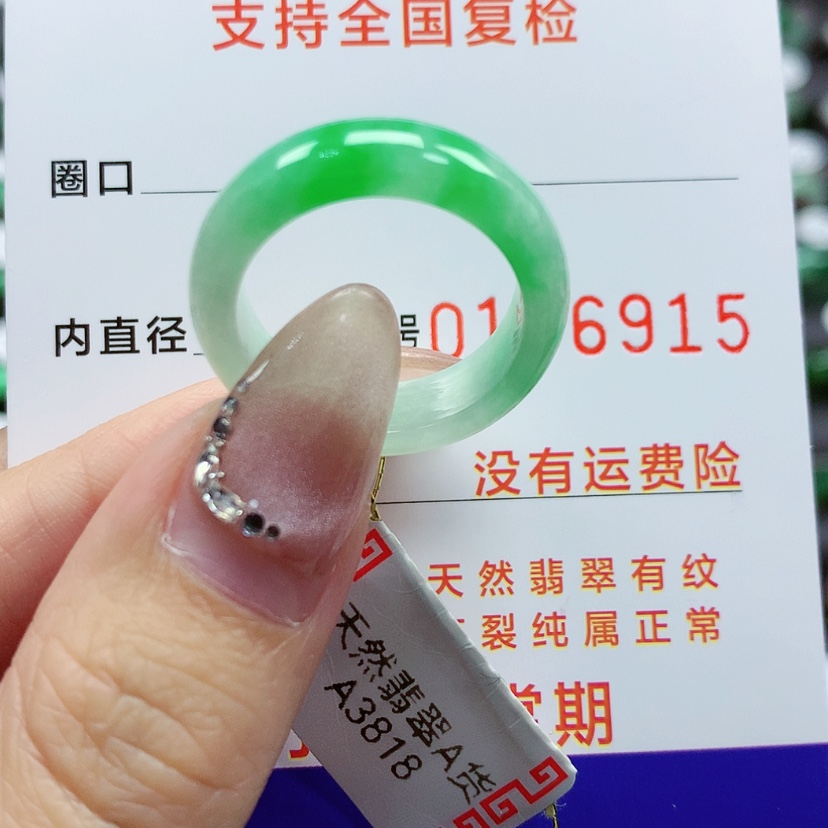 支持全国复检
圈口
内直径 号 01 6915
没有运费险
天然翡翠有纹
裂纯属正常
期
天然翡翠A货
A3818